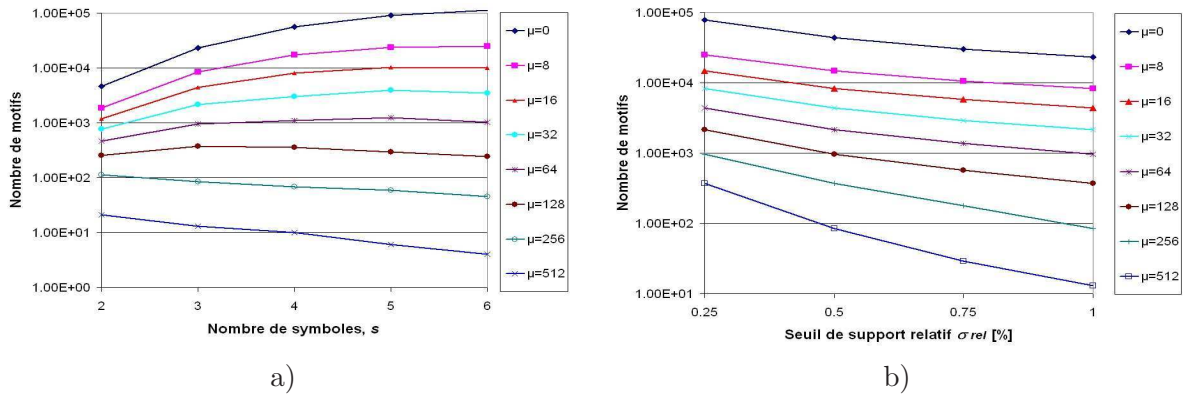 1.00E+05
1.00E+04
1.00E+03
1.00E+02
1.00E+01
1.00E+00
Nombre de motifs
2 3 4 5 6
Nombre de symboles, s
µ=0
µ=8
µ=16
µ=32
µ=64
µ=128
µ=256
µ=512
a)
1.00E+05
1.00E+04
1.00E+03
1.00E+02
1.00E+01
Nombre de motifs
0.25 0.5 0.75 1
Seuil de support relatif σ rel [%]
µ=0
µ=8
µ=16
µ=32
µ=64
µ=128
µ=256
µ=512
b)